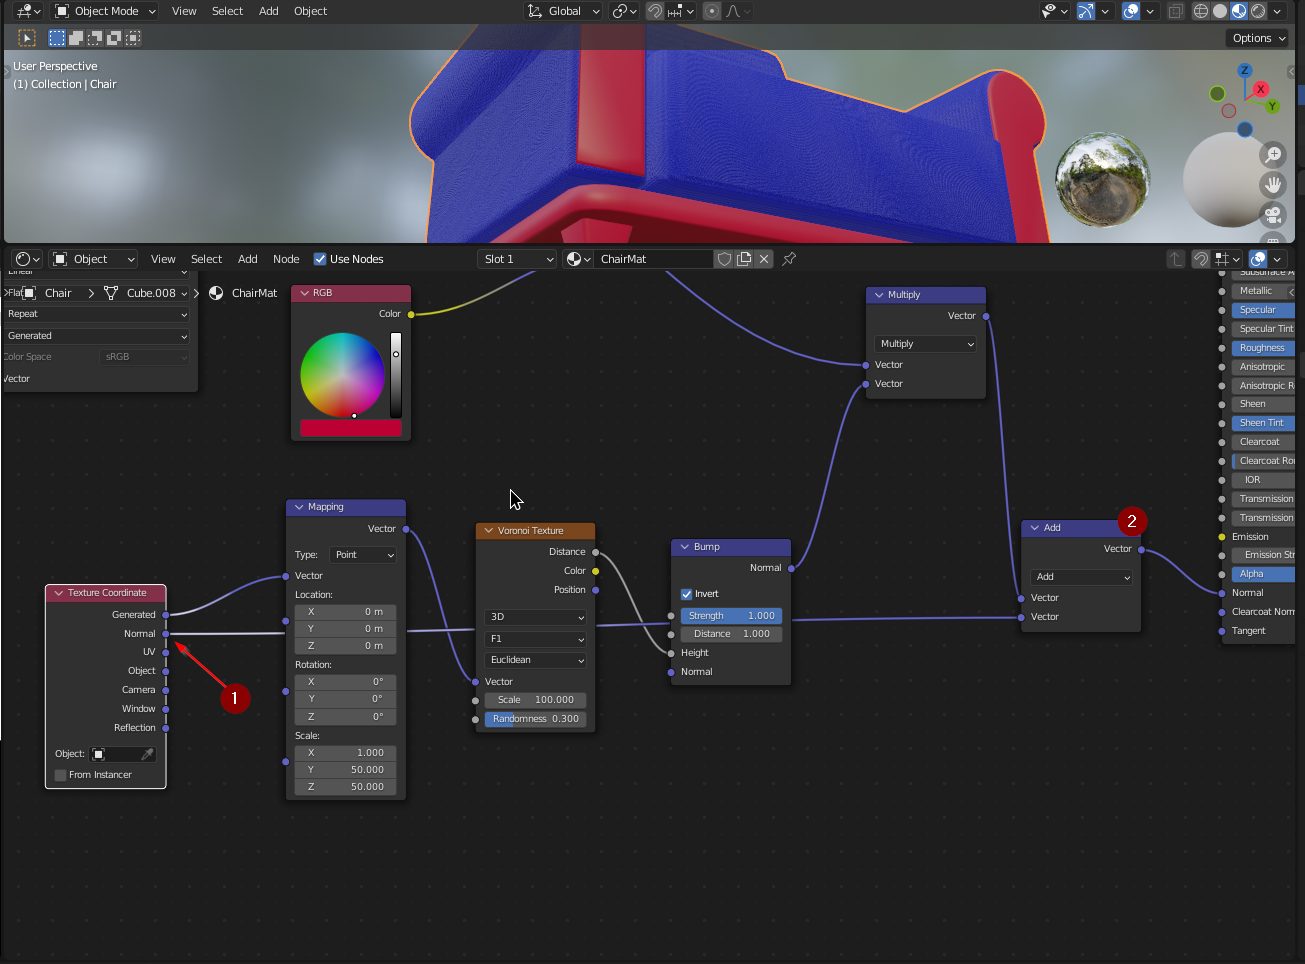 Object Mode
View
Select
Add
Object
Global
Options
User Perspective
(1) Collection | Chair
Z
X
Y
Object
View
Select
Add
Node
Use Nodes
Slot 1
ChairMat
Linear
Flat
Chair
Cube.008
ChairMat
Repeat
Generated
Color Space
sRGB
Vector
RGB
Color
Multiply
Vector
Multiply
Vector
Vector
Subsurface A
Metallic
Specular
Specular Tint
Roughness
Anisotropic
Anisotropic R
Sheen
Sheen Tint
Clearcoat
Clearcoat Rou
IOR
Transmission
Transmission
Emission
Emission Str
Alpha
Normal
Clearcoat Norm
Tangent
Mapping
Vector
Type:
Point
Vector
Location:
X 0 m
Y 0 m
Z 0 m
Rotation:
X 0°
Y 0°
Z 0°
Scale:
X 1.000
Y 50.000
Z 50.000
Voronoi Texture
Distance
Color
Position
3D
F1
Euclidean
Vector
Scale 100.000
Randomness 0.300
Bump
Normal
Invert
Strength 1.000
Distance 1.000
Height
Normal
Add
2
Vector
Add
Vector
Vector
Texture Coordinate
Generated
Normal
UV
Object
Camera
Window
Reflection
Object:
From Instancer
1